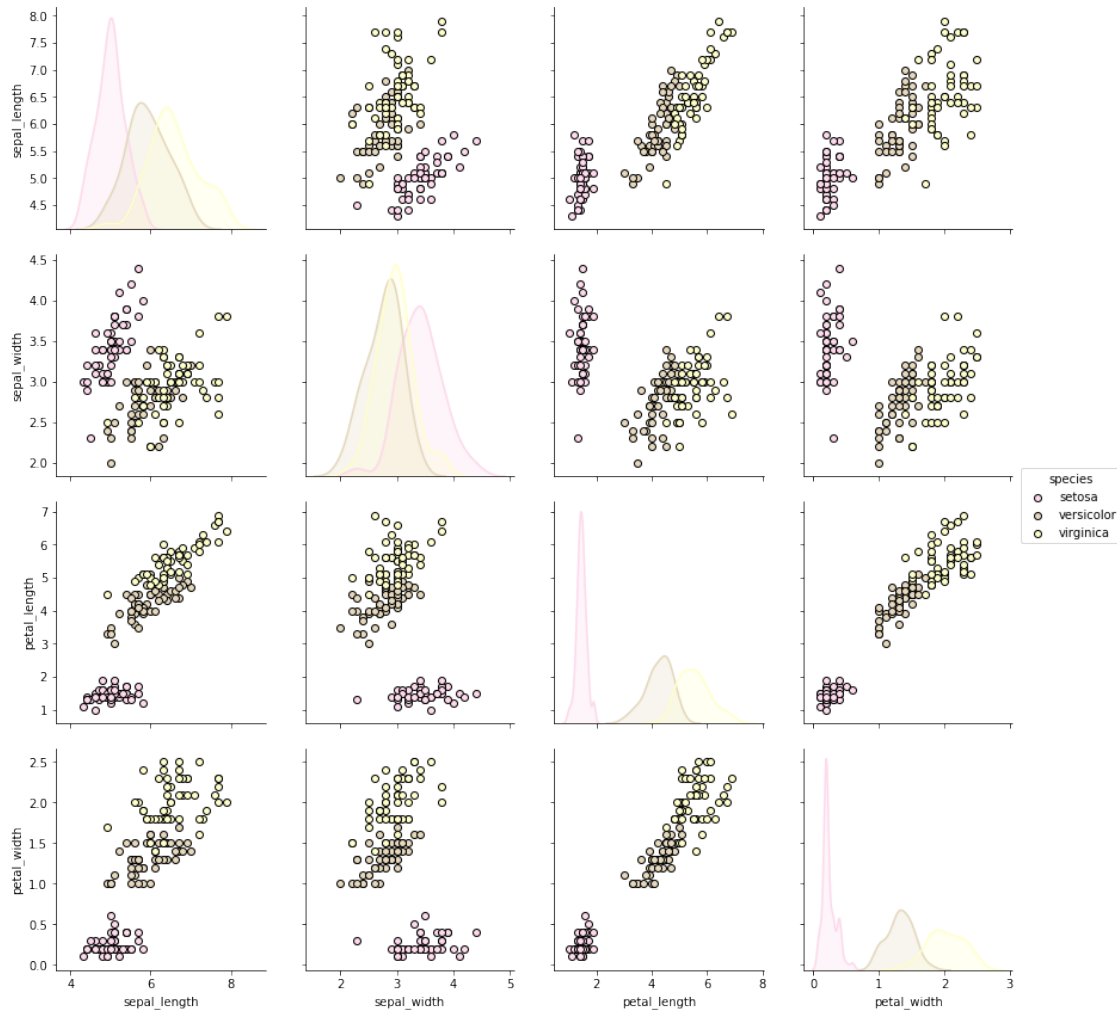 8.0
7.5
7.0
6.5
6.0
5.5
5.0
4.5
sepal_length
4.5
4.0
3.5
3.0
2.5
2.0
sepal_width
species
setosa
versicolor
virginica
7
6
5
4
3
2
1
petal_length
2.5
2.0
1.5
1.0
0.5
0.0
petal_width
4 6 8 2 3 4 5 2 4 6 8 0 1 2 3
sepal_length sepal_width petal_length petal_width